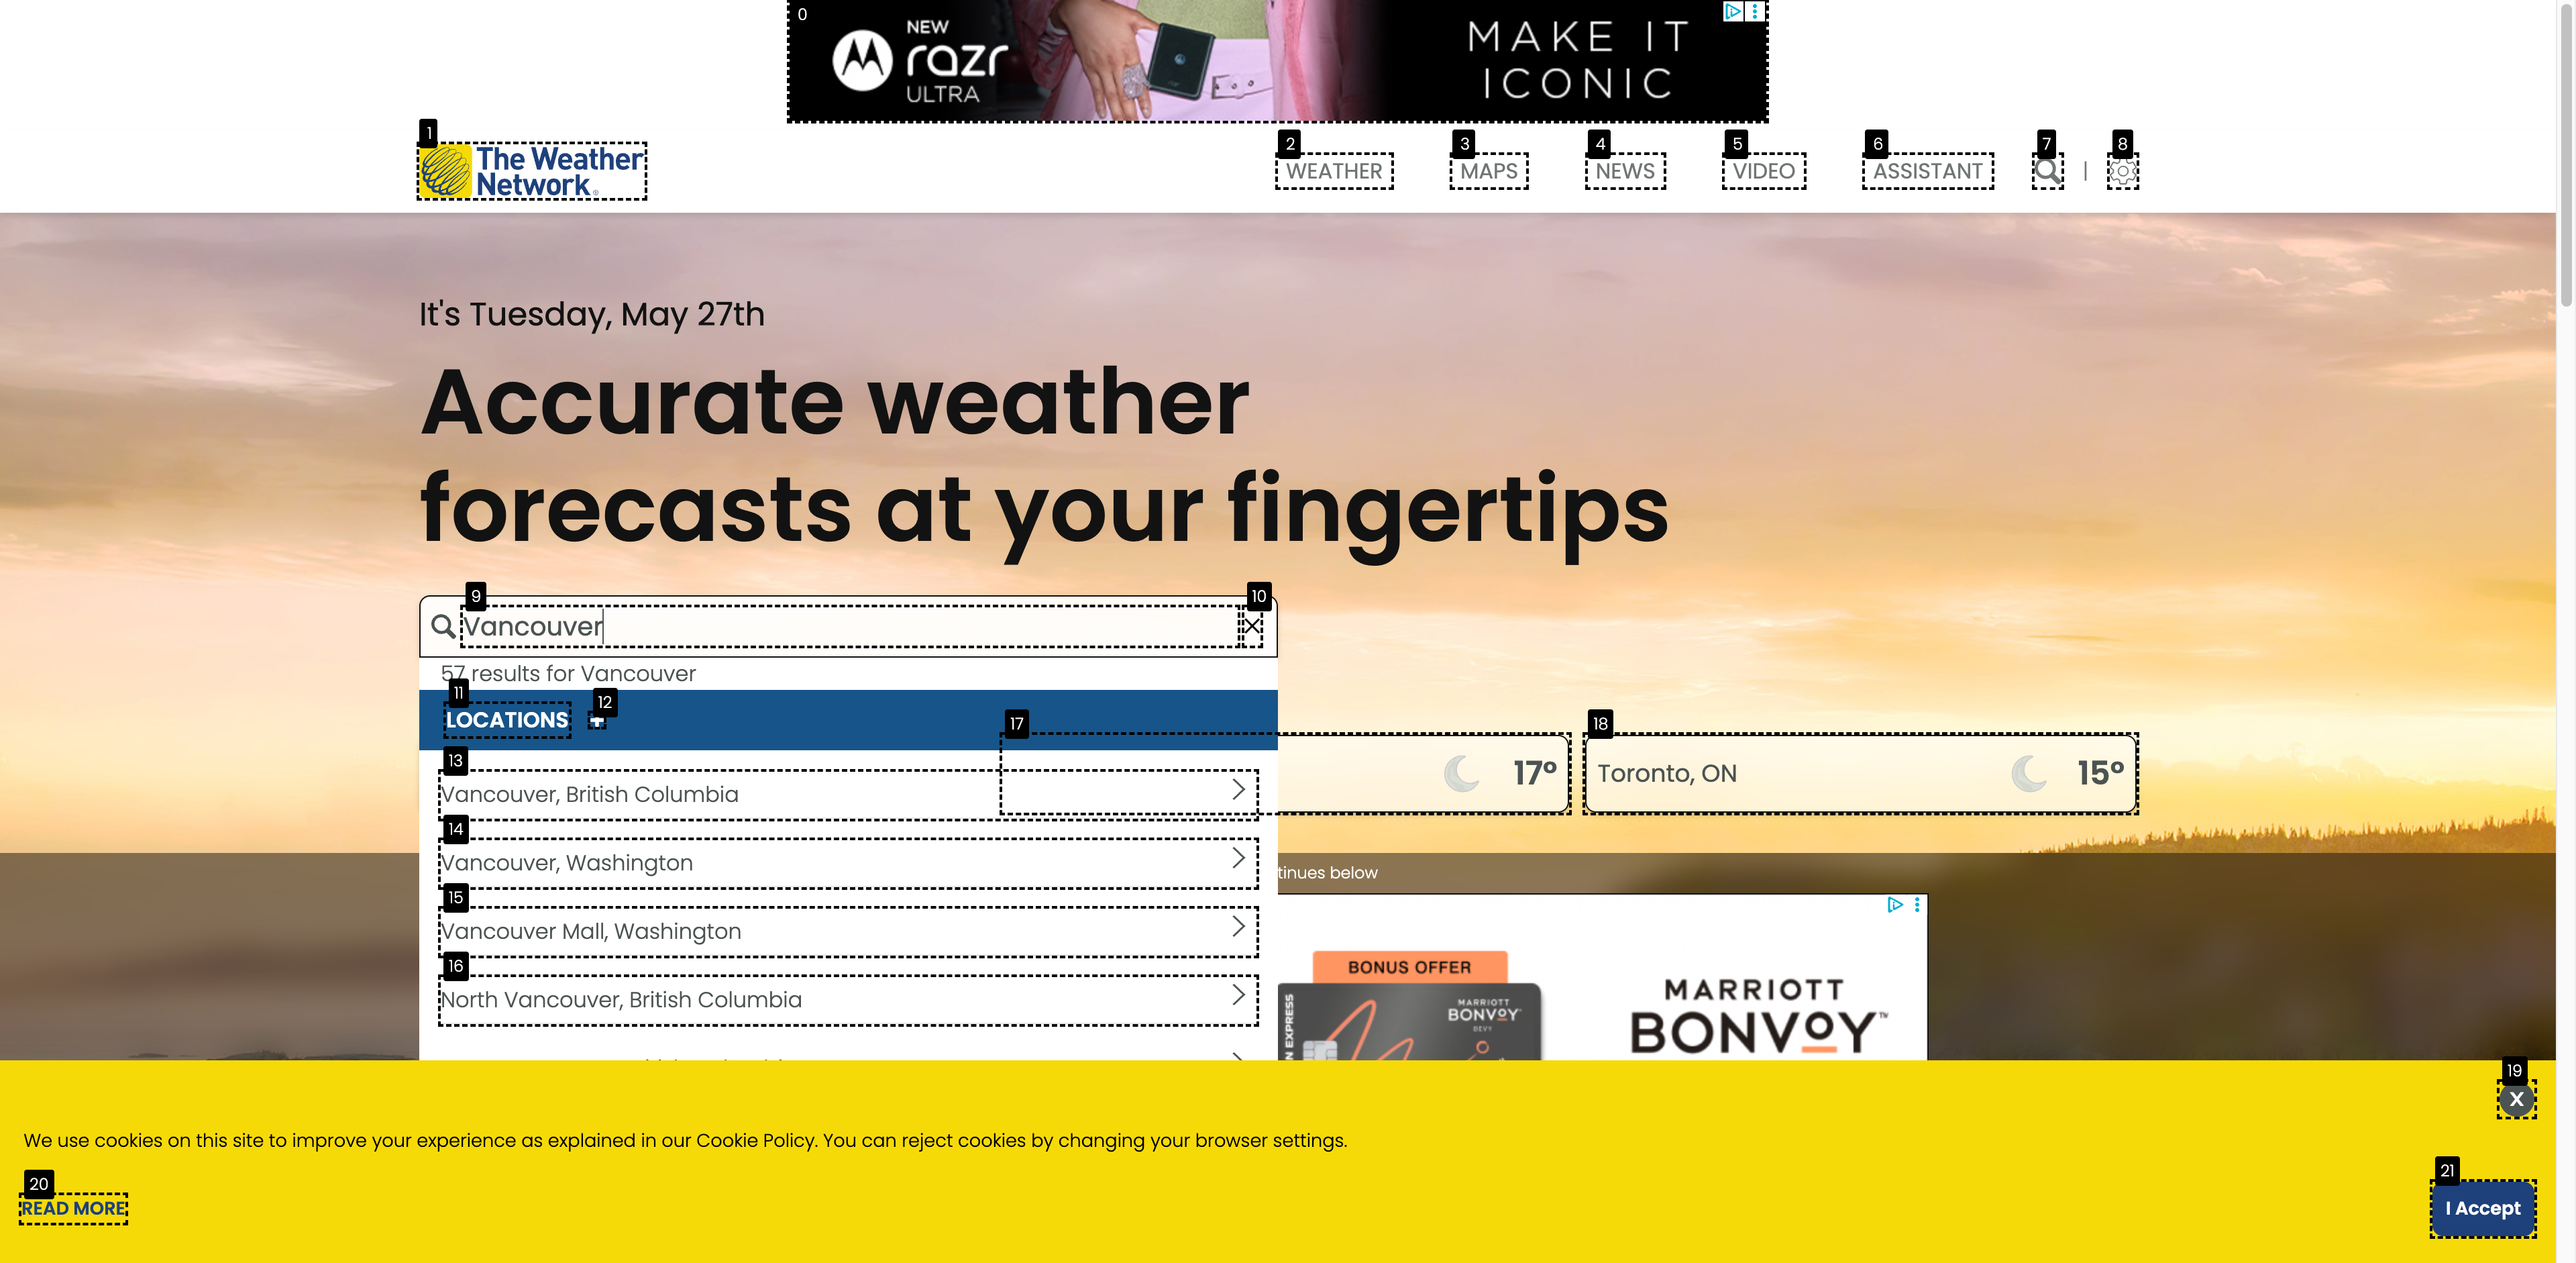 0
NEW
razr
ULTRA
MAKE IT
ICONIC
1
The Weather
Network
2
WEATHER
3
MAPS
4
NEWS
5
VIDEO
6
ASSISTANT
7
|
8
It's Tuesday, May 27th
Accurate weather
forecasts at your fingertips
9
Vancouver
10
57 results for Vancouver
11
LOCATIONS
12
13
Vancouver, British Columbia
14
Vancouver, Washington
15
Vancouver Mall, Washington
16
North Vancouver, British Columbia
17
17°
18
Toronto, ON
15°
tinues below
BONUS OFFER
MARRIOTT
BONVOY
BEVY
N EXPRESS
MARRIOTT
BONVOY™
19
X
We use cookies on this site to improve your experience as explained in our Cookie Policy. You can reject cookies by changing your browser settings.
20
READ MORE
21
I Accept